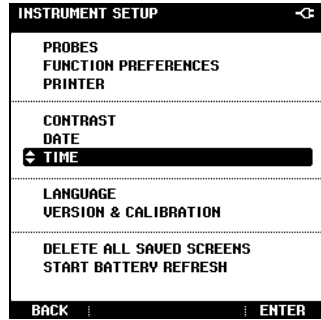 INSTRUMENT SETUP
PROBES
FUNCTION PREFERENCES
PRINTER
CONTRAST
DATE
TIME
LANGUAGE
VERSION & CALIBRATION
DELETE ALL SAVED SCREENS
START BATTERY REFRESH
BACK ENTER